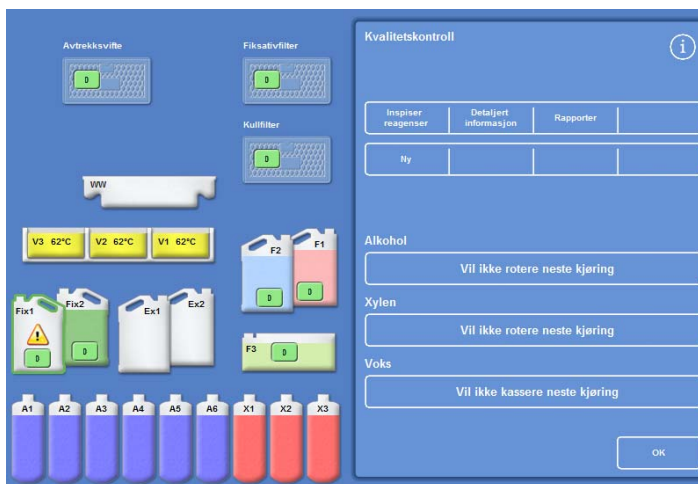 Avtrekksvifte
D
Fiksativfilter
D
Kullfilter
D
WW
V3 62°C
V2 62°C
V1 62°C
F2
D
F1
D
Fix1
D
Fix2
D
Ex1
Ex2
F3
D
A1
A2
A3
A4
A5
A6
X1
X2
X3
Kvalitetskontroll
i
Inspiser
reagenser
Detaljert
informasjon
Rapporter
Ny
Alkohol
Vil ikke rotere neste kjøring
Xylen
Vil ikke rotere neste kjøring
Voks
Vil ikke kassere neste kjøring
OK